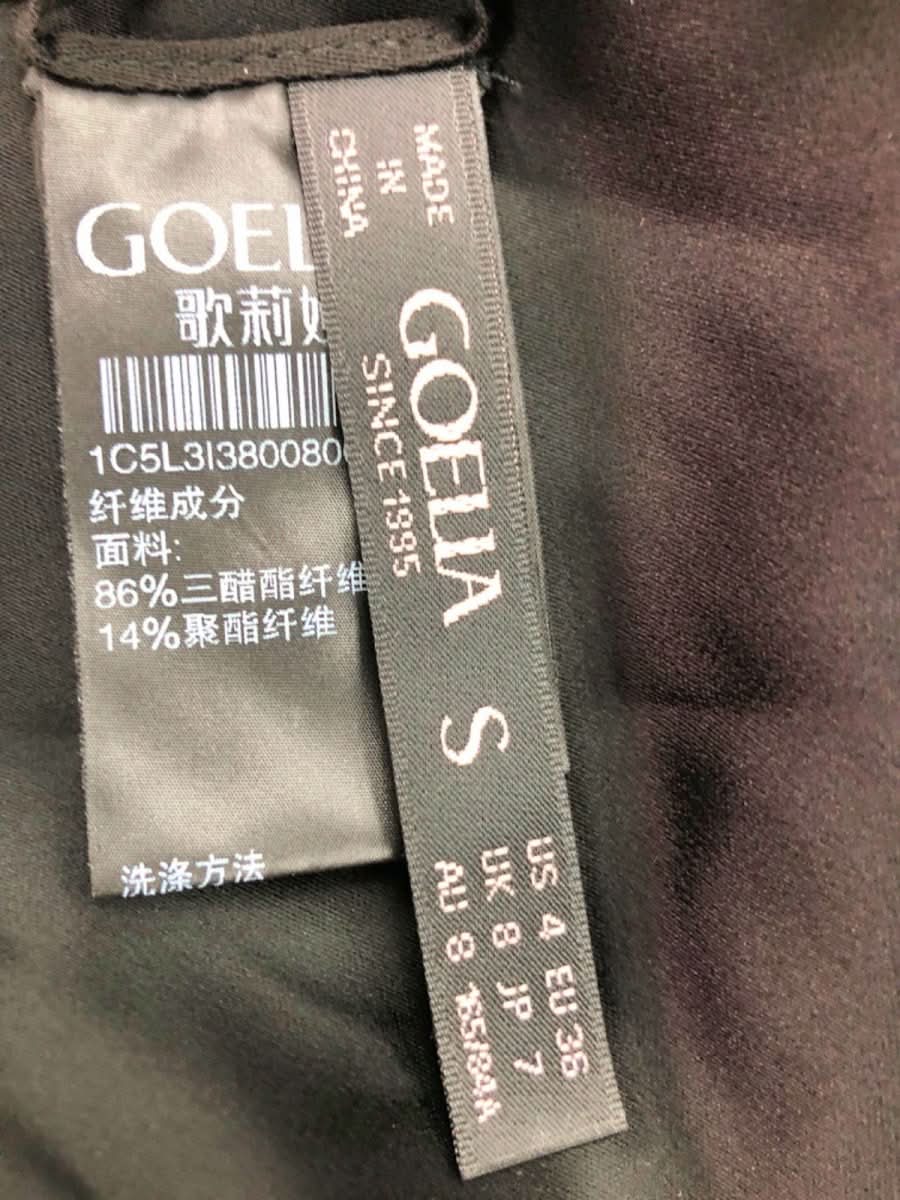 GOEL
歌莉
1C5L3I380080
纤维成分
面料:
86%三醋酯纤维
14%聚酯纤维
洗涤方法
MADE
IN
CHINA
GOELIA
SINCE 1995
S
US 4 EU 36
UK 8 JP 7
AU 8 165/84A